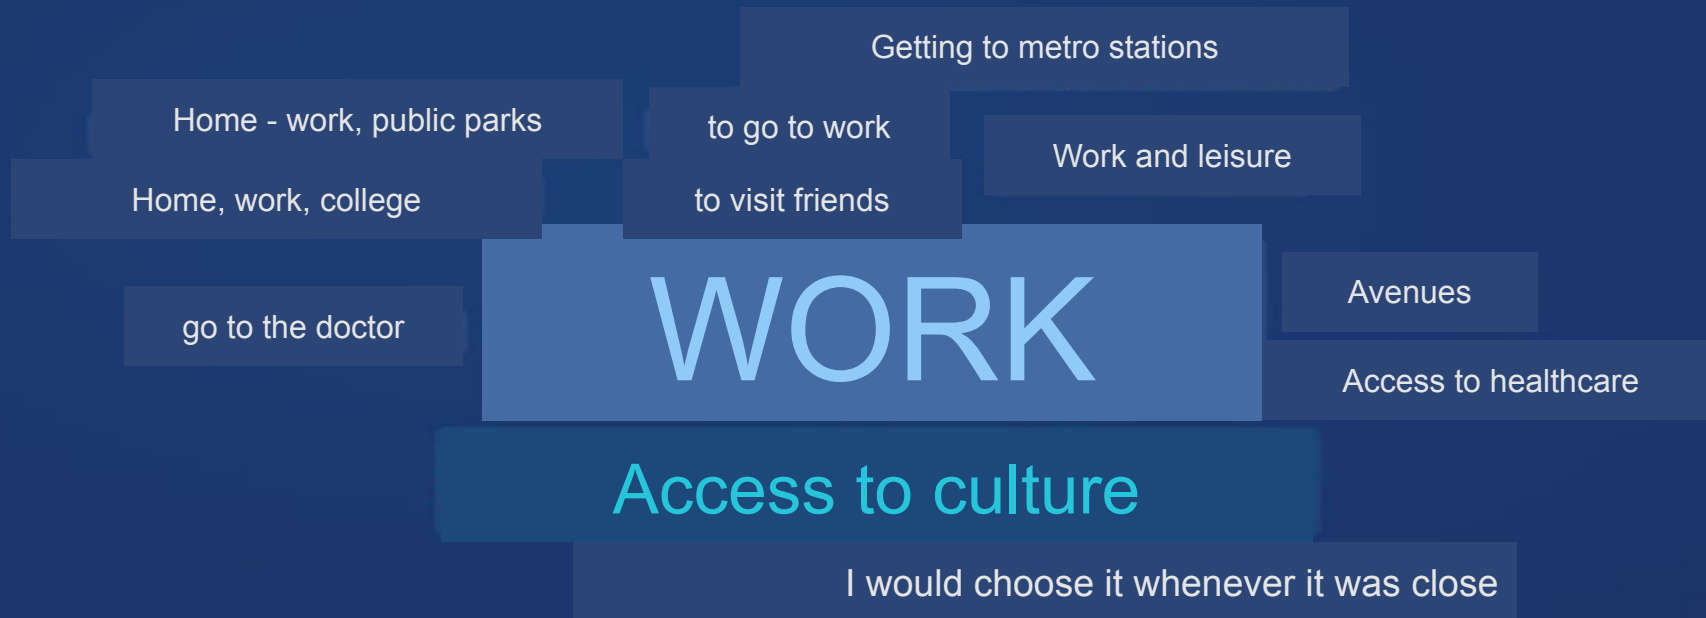 Getting to metro stations
Home - work, public parks
to go to work
Work and leisure
Home, work, college
to visit friends
WORK
Avenues
go to the doctor
Access to healthcare
Access to culture
I would choose it whenever it was close